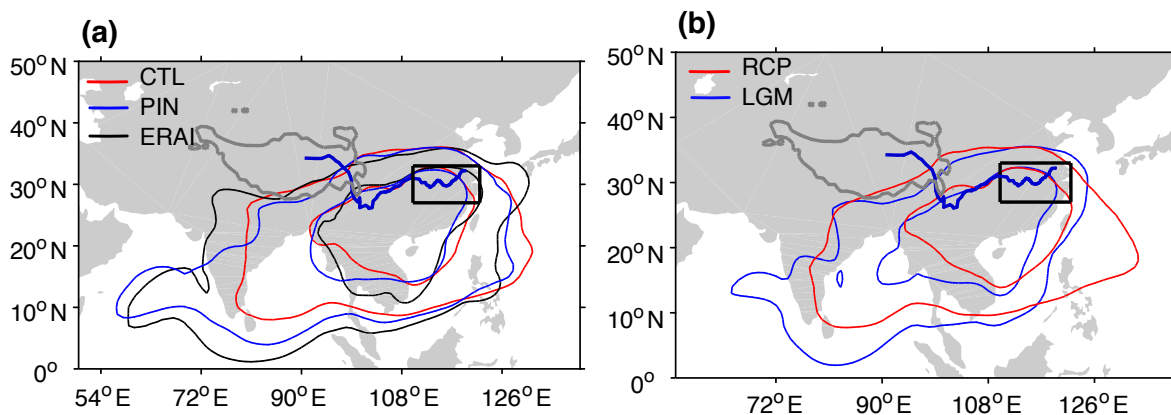 (a)
50° N
40° N
30° N
20° N
10° N
0°
54° E
72° E
90° E
108° E
126° E
CTL
PIN
ERAI
(b)
50° N
40° N
30° N
20° N
10° N
0°
72° E
90° E
108° E
126° E
RCP
LGM